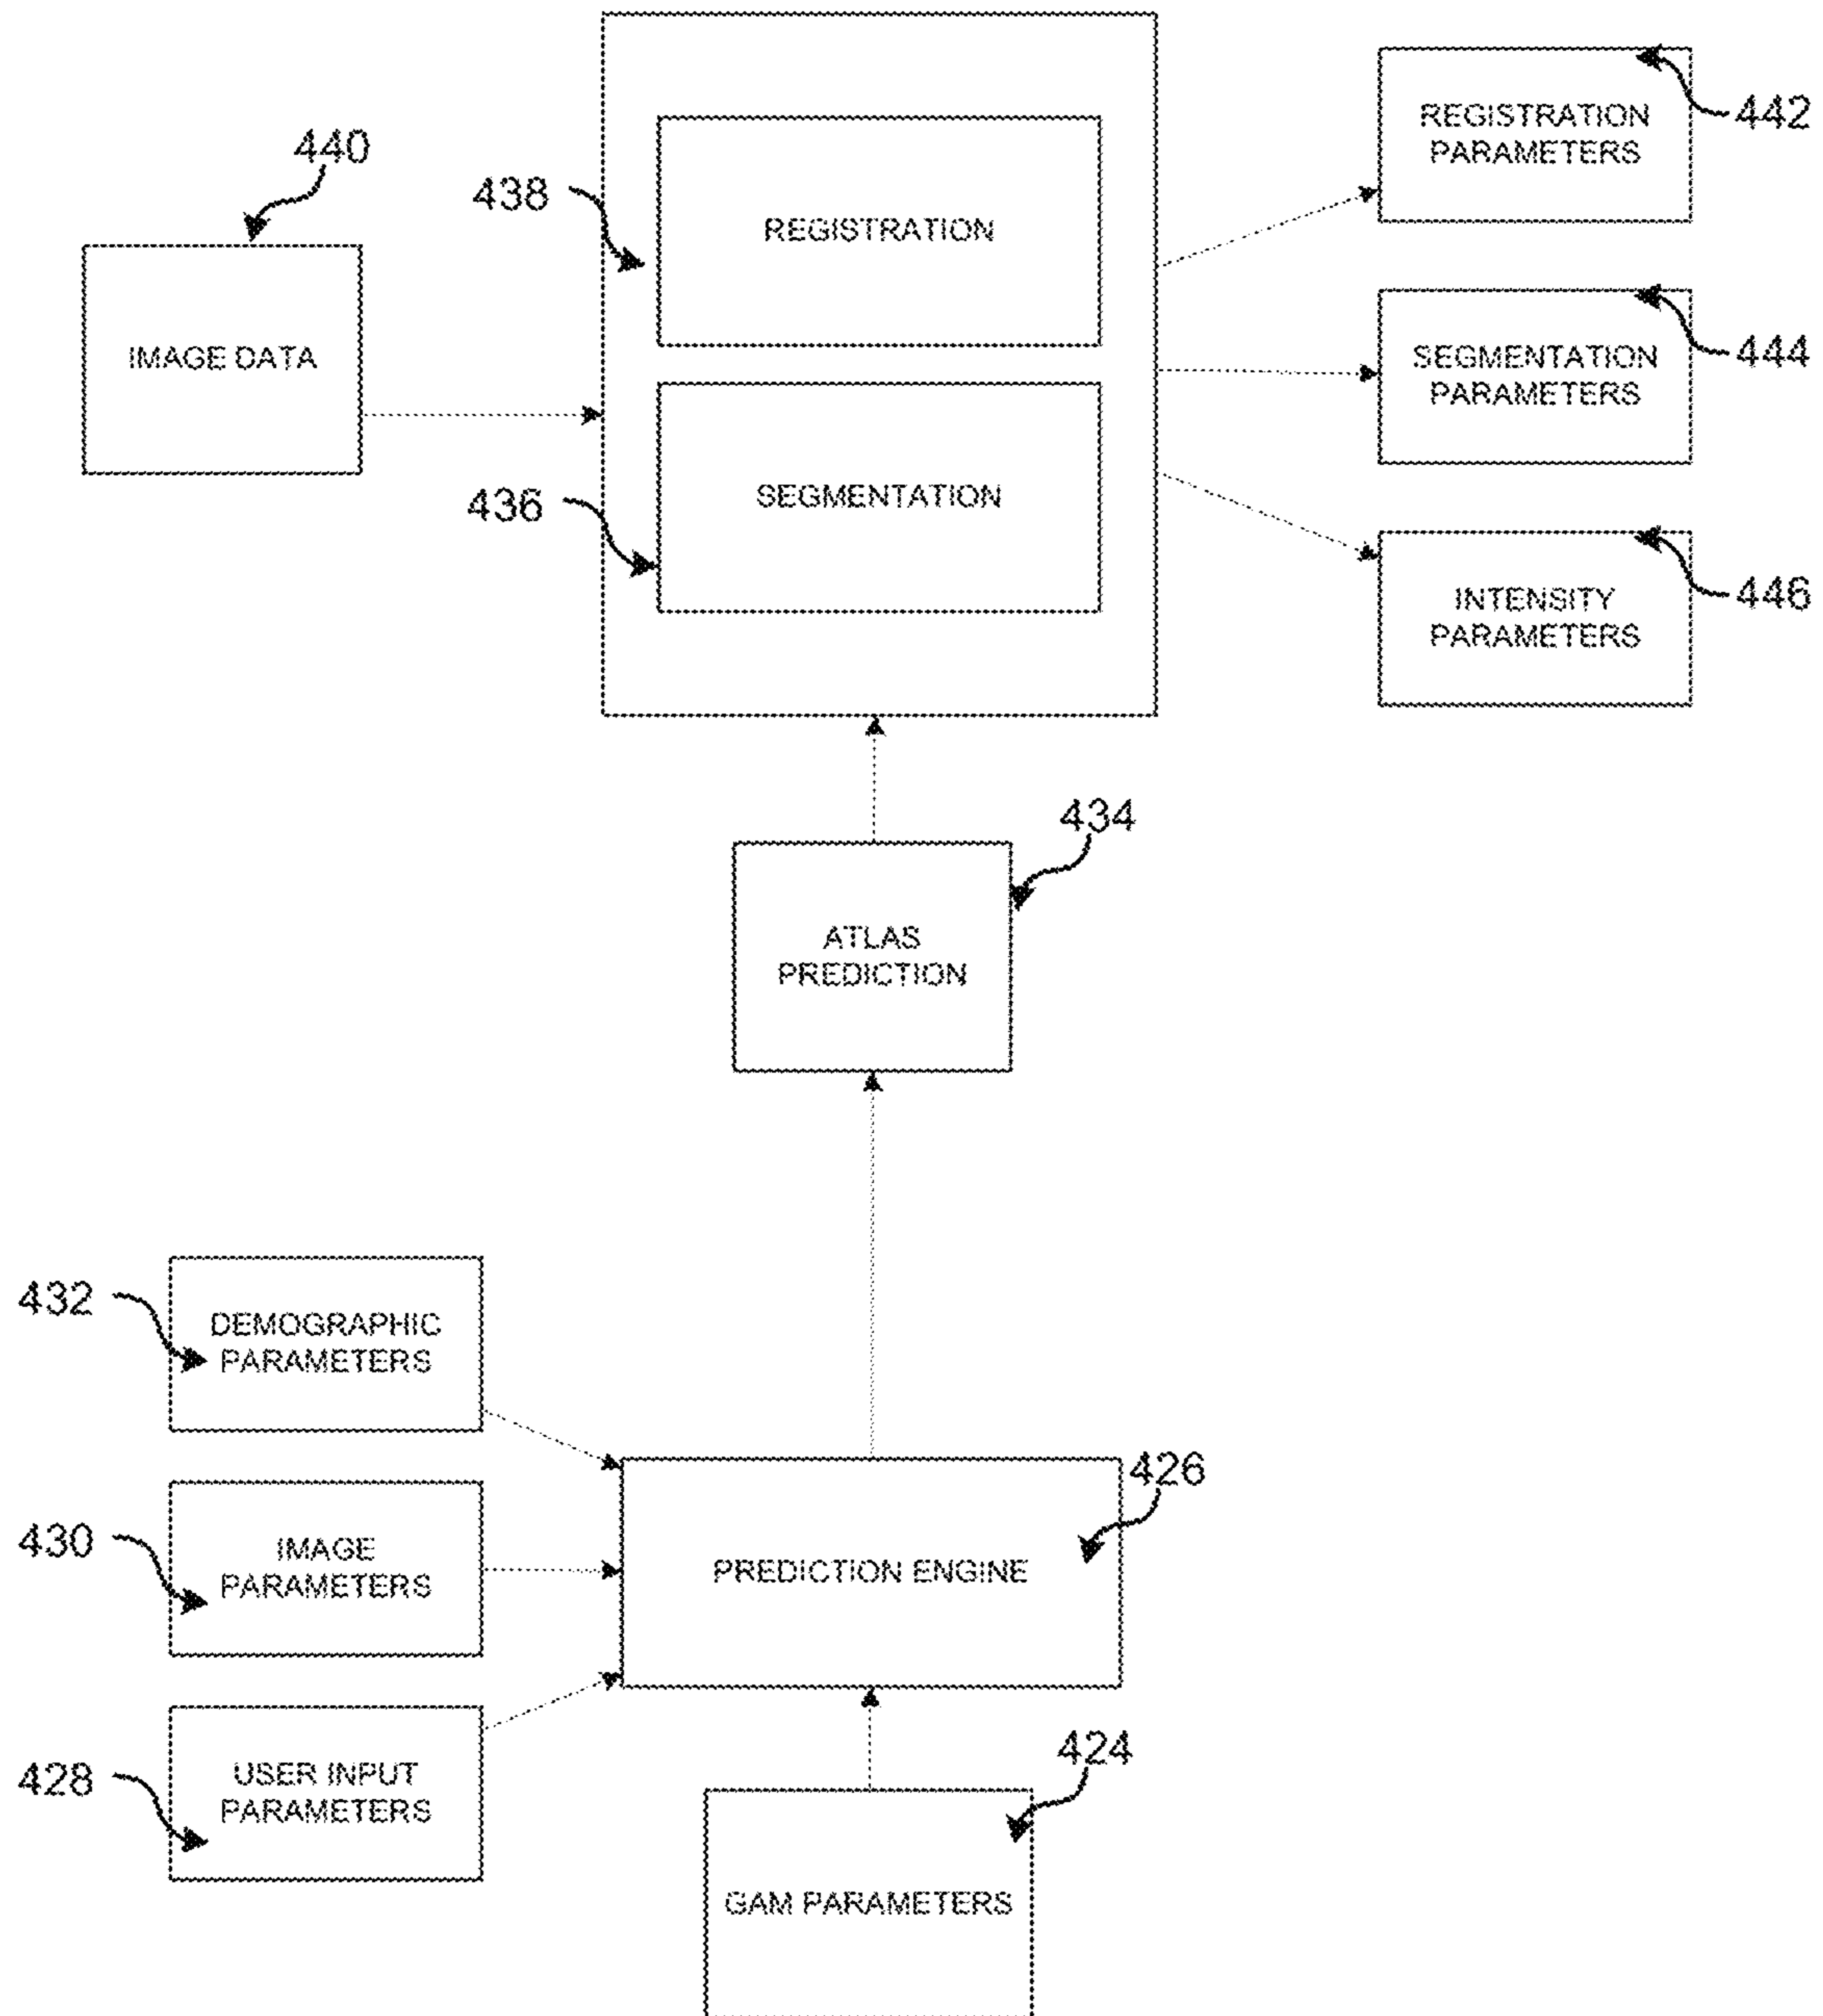 440
IMAGE DATA
438
REGISTRATION
436
SEGMENTATION
442
REGISTRATION
PARAMETERS
444
SEGMENTATION
PARAMETERS
446
INTENSITY
PARAMETERS
434
ATLAS
PREDICTION
432
DEMOGRAPHIC
PARAMETERS
430
IMAGE
PARAMETERS
428
USER INPUT
PARAMETERS
426
PREDICTION ENGINE
424
GAM PARAMETERS